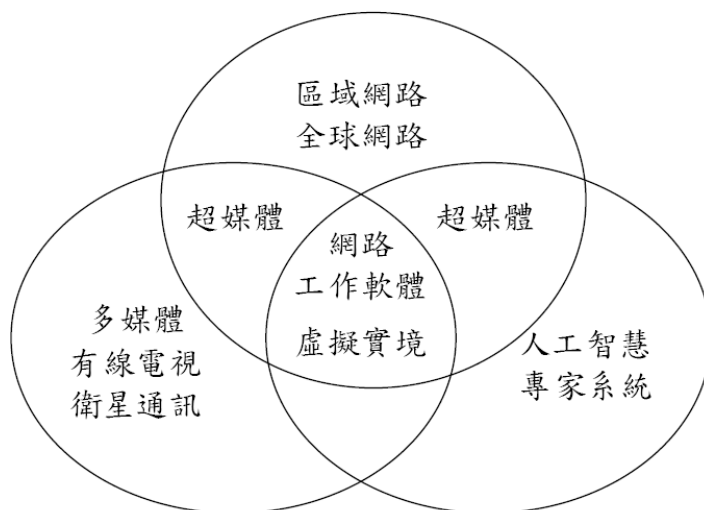 區域網路
全球網路
超媒體
超媒體
網路
工作軟體
虛擬實境
多媒體
有線電視
衛星通訊
人工智慧
專家系統